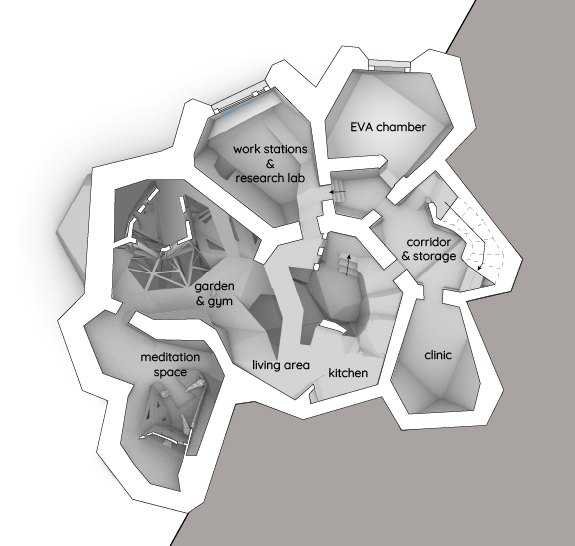 EVA chamber
work stations
&
research lab
corridor
& storage
garden
& gym
meditation
space
living area
kitchen
clinic